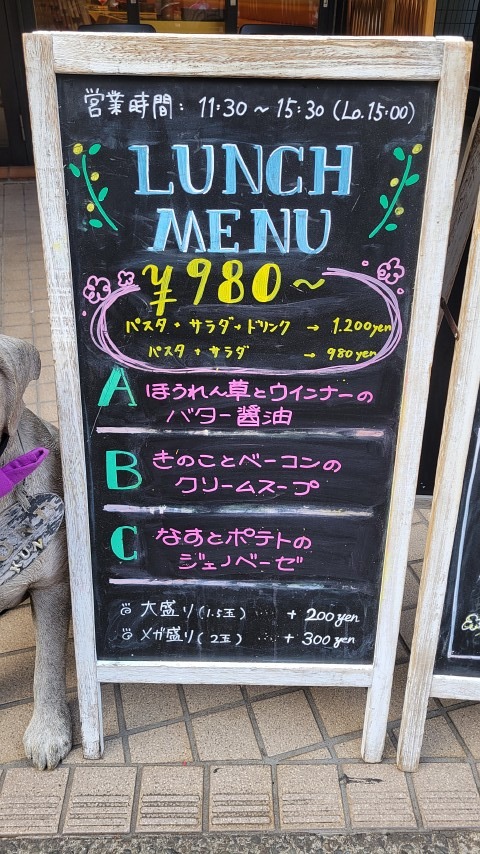 営業時間: 11:30～15:30 (Lo.15:00)
LUNCH
MENU
¥980～
パスタ + サラダ + ドリンク → 1.200yen
パスタ + サラダ → 980yen
A ほうれん草とウインナーの
バター醤油
B きのことベーコンの
クリームスープ
C なすとポテトの
ジェノベーゼ
大盛り(1.5玉) ‥‥ + 200yen
メガ盛り(2玉) ‥‥ + 300yen